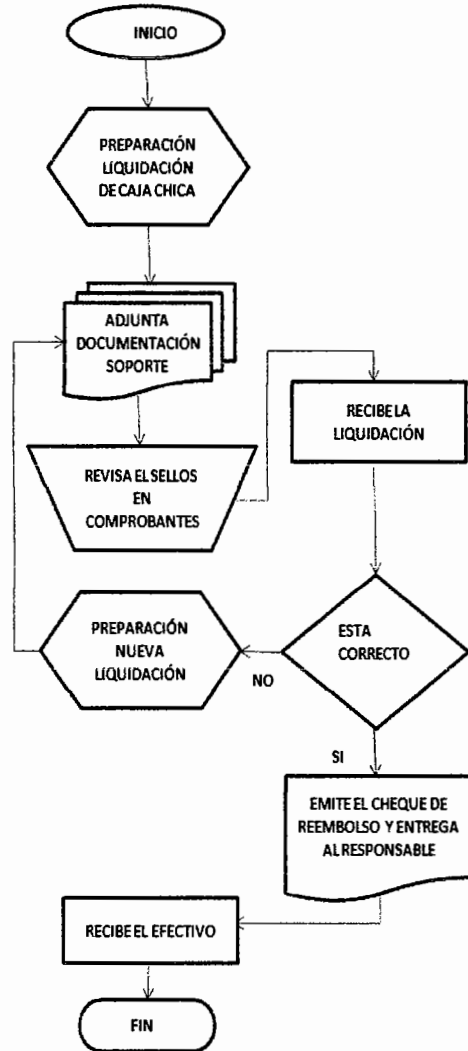 INICIO
PREPARACIÓN
LIQUIDACIÓN
DE CAJA CHICA
ADJUNTA
DOCUMENTACIÓN
SOPORTE
REVISA EL SELLOS
EN
COMPROBANTES
RECIBE LA
LIQUIDACIÓN
ESTA
CORRECTO
NO
PREPARACIÓN
NUEVA
LIQUIDACIÓN
SI
EMITE EL CHEQUE DE
REEMBOLSO Y ENTREGA
AL RESPONSABLE
RECIBE EL EFECTIVO
FIN